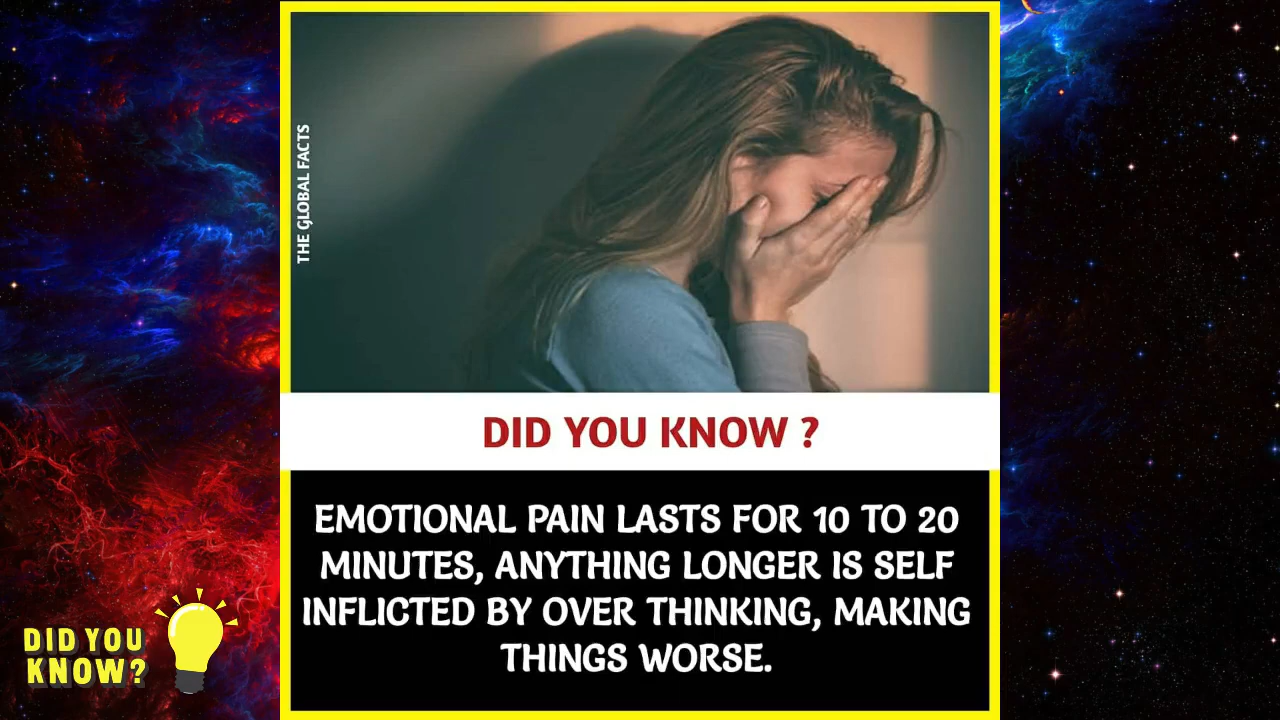 THE GLOBAL FACTS
DID YOU KNOW ?
EMOTIONAL PAIN LASTS FOR 10 TO 20
MINUTES, ANYTHING LONGER IS SELF
INFLICTED BY OVER THINKING, MAKING
THINGS WORSE.
DID YOU
KNOW?